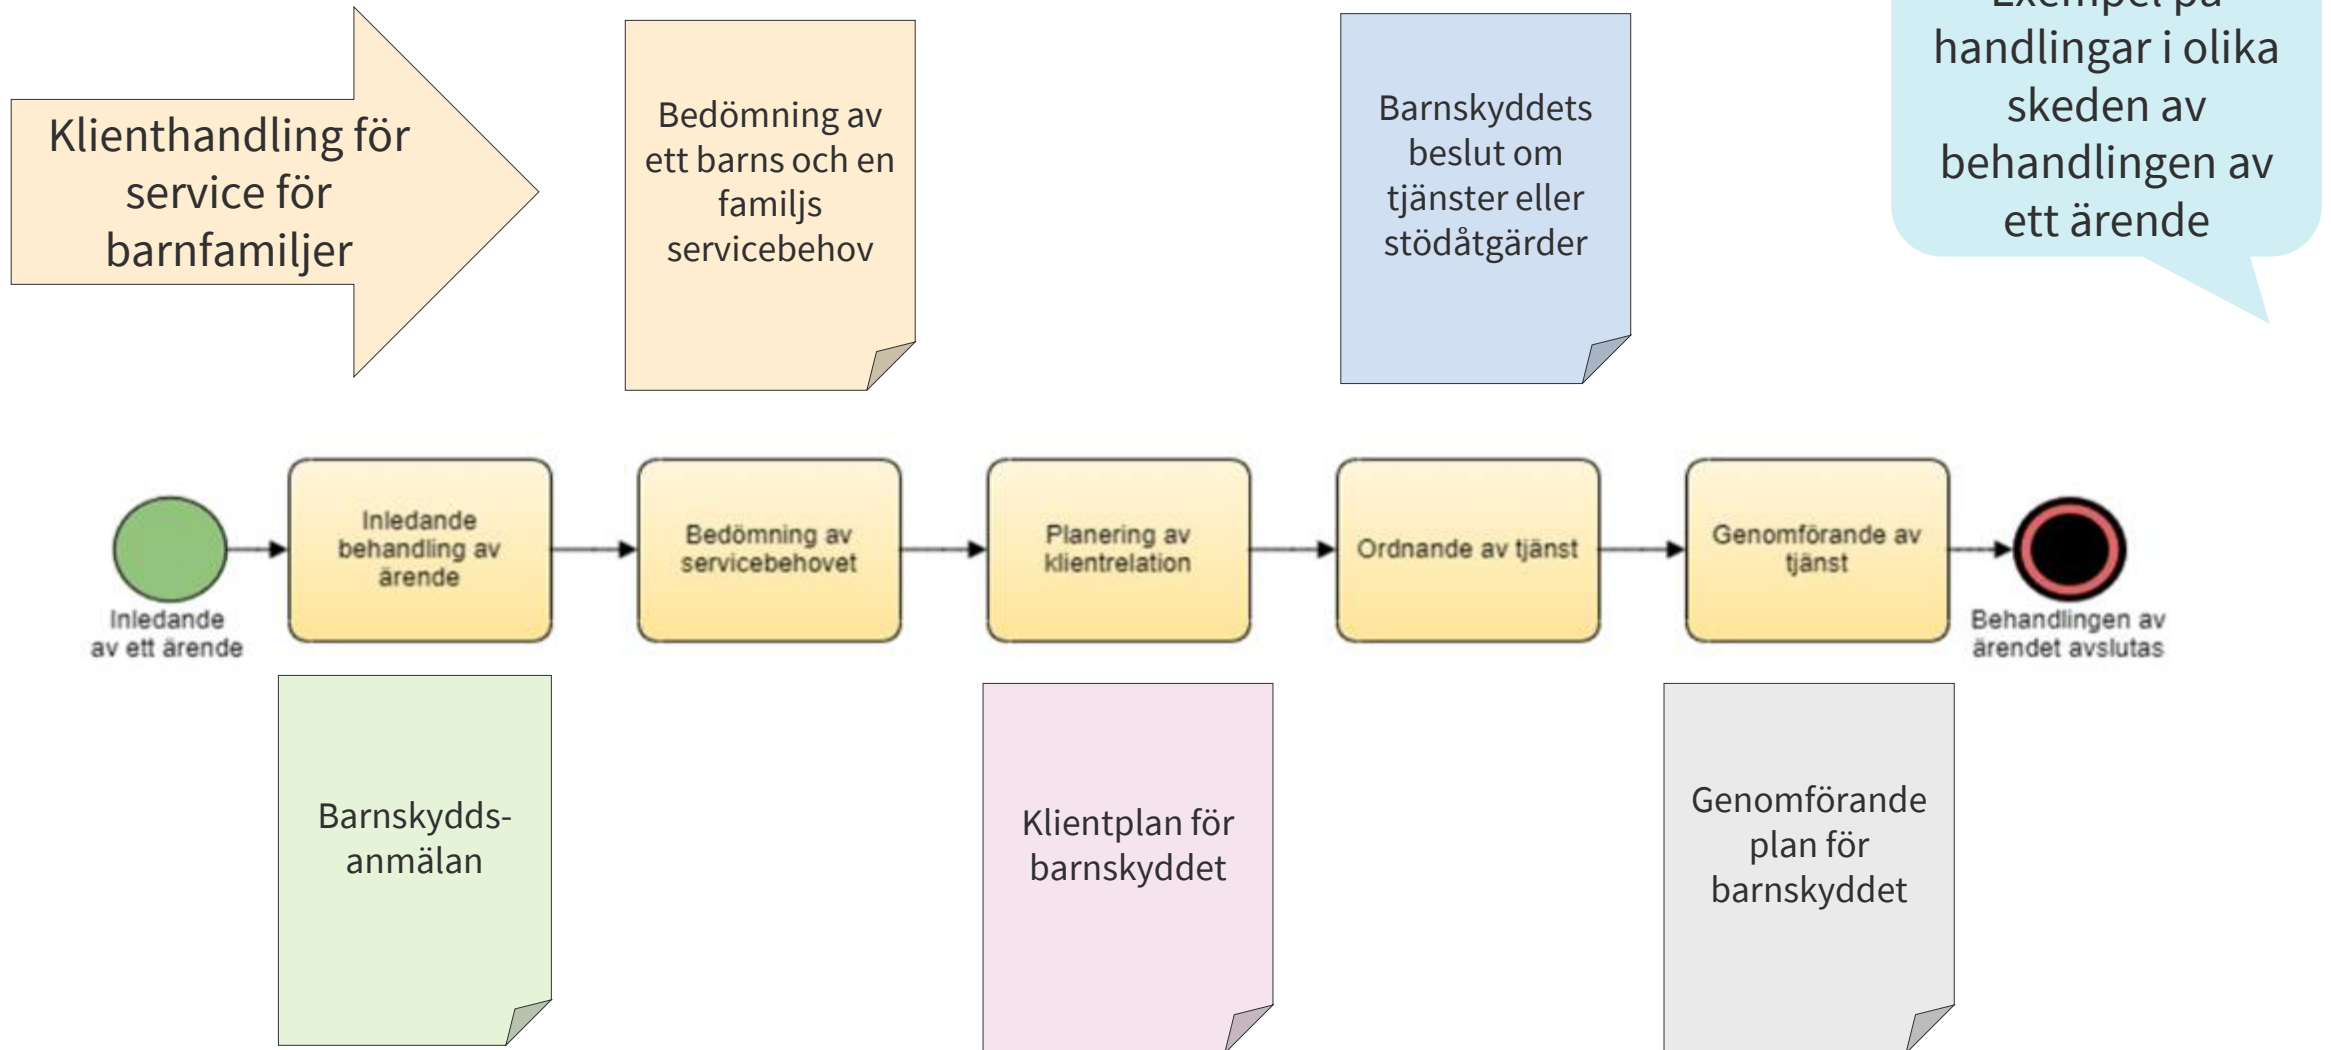 Klienthandling för
service för
barnfamiljer
Bedömning av
ett barns och en
familjs
servicebehov
Barnskyddets
beslut om
tjänster eller
stödåtgärder
Exempel på
handlingar i olika
skeden av
behandlingen av
ett ärende
Inledande
av ett ärende
Inledande
behandling av
ärende
Bedömning av
servicebehovet
Planering av
klientrelation
Ordnande av tjänst
Genomförande av
tjänst
Behandlingen av
ärendet avslutas
Barnskydds-
anmälan
Klientplan för
barnskyddet
Genomförande
plan för
barnskyddet